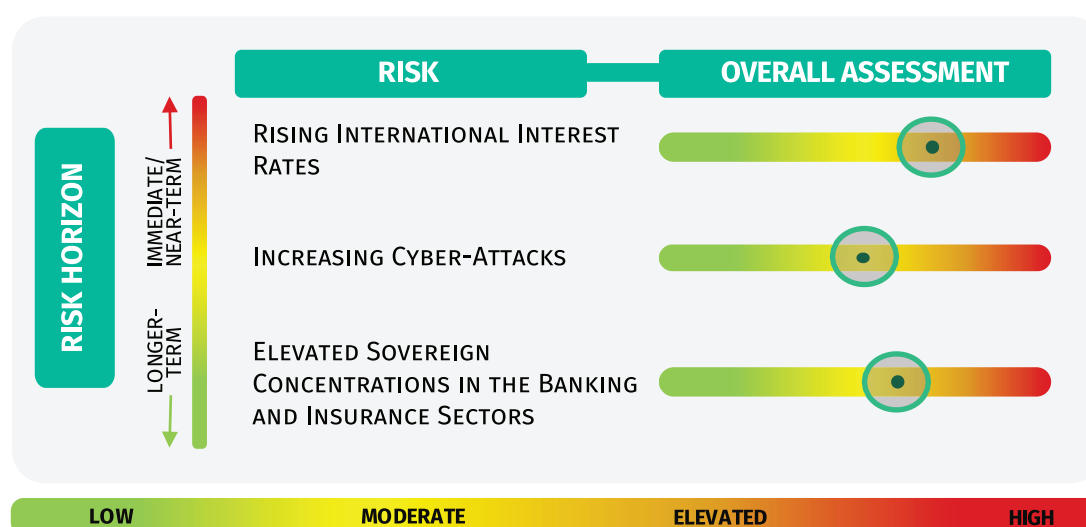 RISK
OVERALL ASSESSMENT
RISK HORIZON
IMMEDIATE/
NEAR-TERM
LONGER-
TERM
RISING INTERNATIONAL INTEREST
RATES
INCREASING CYBER-ATTACKS
ELEVATED SOVEREIGN
CONCENTRATIONS IN THE BANKING
AND INSURANCE SECTORS
LOW MODERATE ELEVATED HIGH